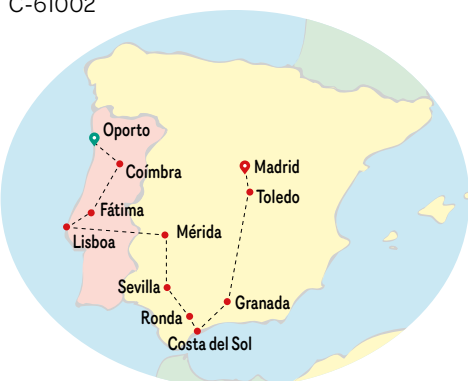 C-61002
Oporto
Coímbra
Madrid
Toledo
Fátima
Lisboa
Mérida
Sevilla
Granada
Ronda
Costa del Sol